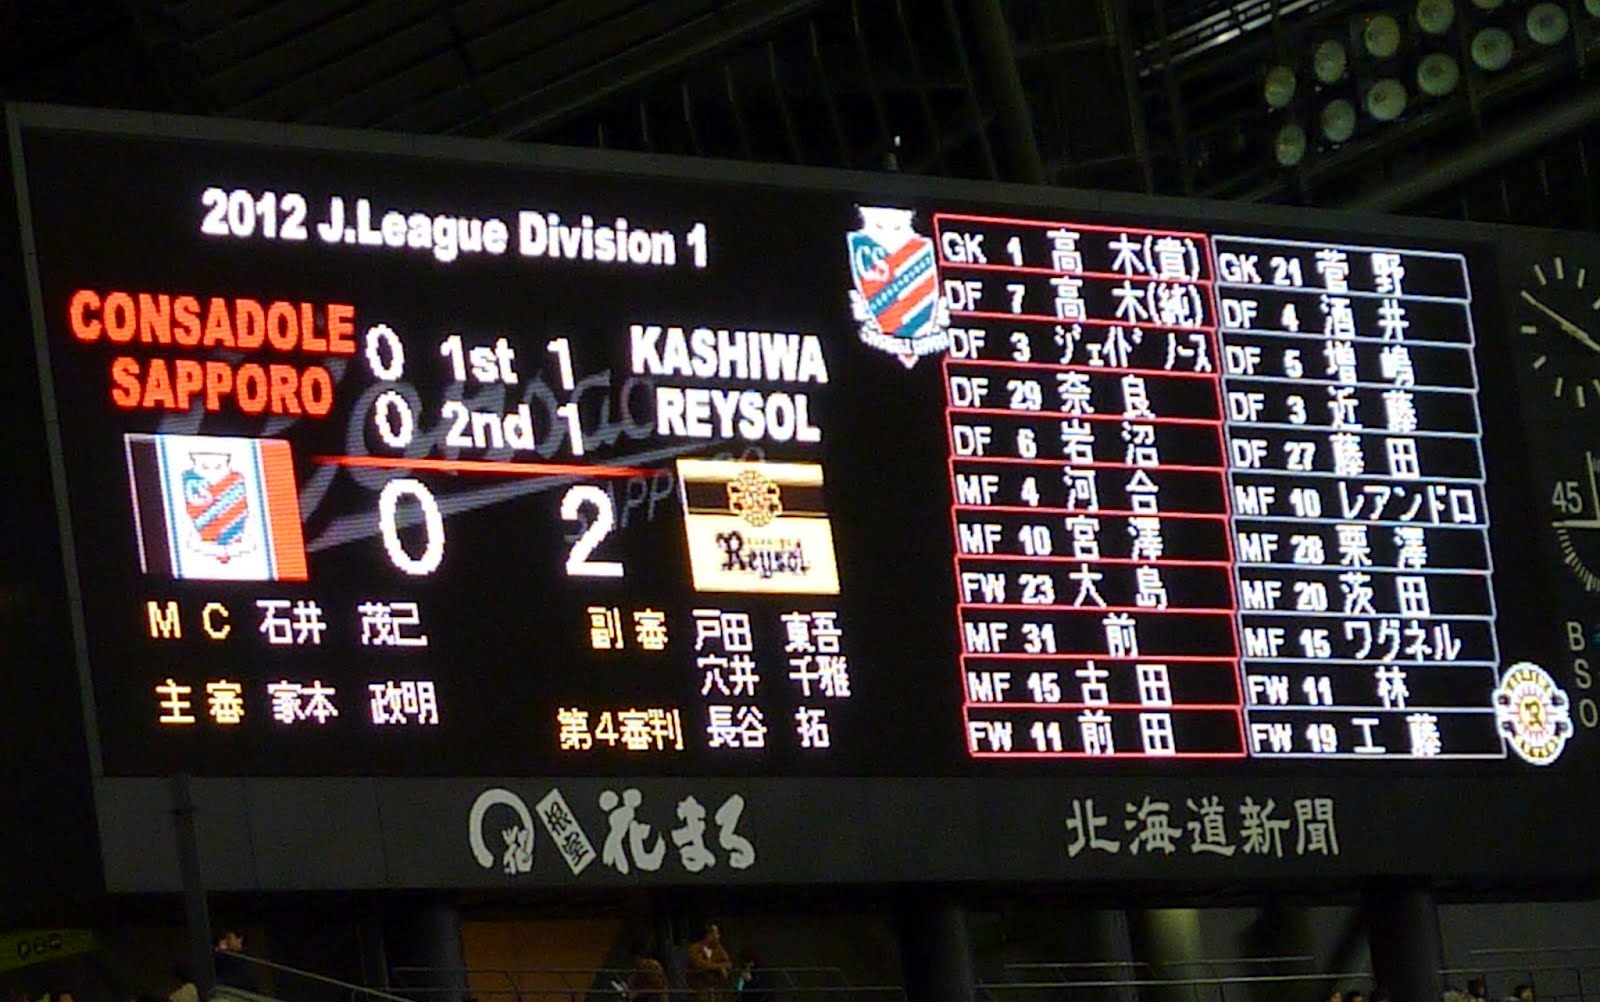 2012 J.League Division 1
CONSADOLE
SAPPORO
0 1st 1
0 2nd 1
KASHIWA
REYSOL
0 2
Reysol
MC 石井 茂己
主審 家本 政明
副審 戸田 東吾
穴井 千雅
第4審判 長谷 拓
GK 1 高木(貴)
DF 7 高木(純)
DF 3 ジェイド ノース
DF 29 奈良
DF 6 岩沼
MF 4 河合
MF 10 宮澤
FW 23 大島
MF 31 前
MF 15 古田
FW 11 前田
GK 21 菅野
DF 4 酒井
DF 5 増嶋
DF 3 近藤
DF 27 藤田
MF 10 レアンドロ
MF 28 栗澤
MF 20 茨田
MF 15 ワグネル
FW 11 林
FW 19 工藤
45
B
S
O
花まる
北海道新聞